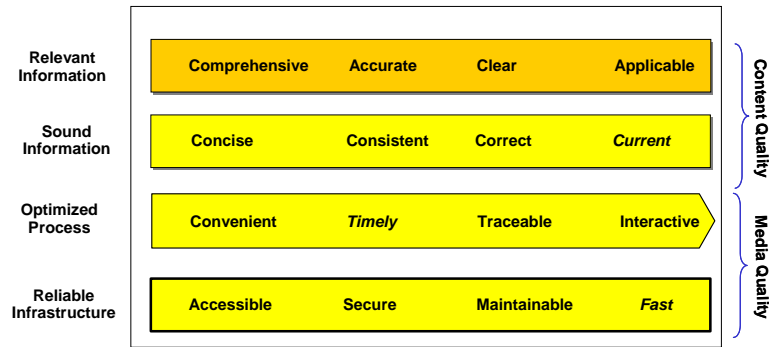 Relevant
Information
Comprehensive Accurate Clear Applicable
Sound
Information
Concise Consistent Correct Current
Content Quality
Optimized
Process
Convenient Timely Traceable Interactive
Reliable
Infrastructure
Accessible Secure Maintainable Fast
Media Quality